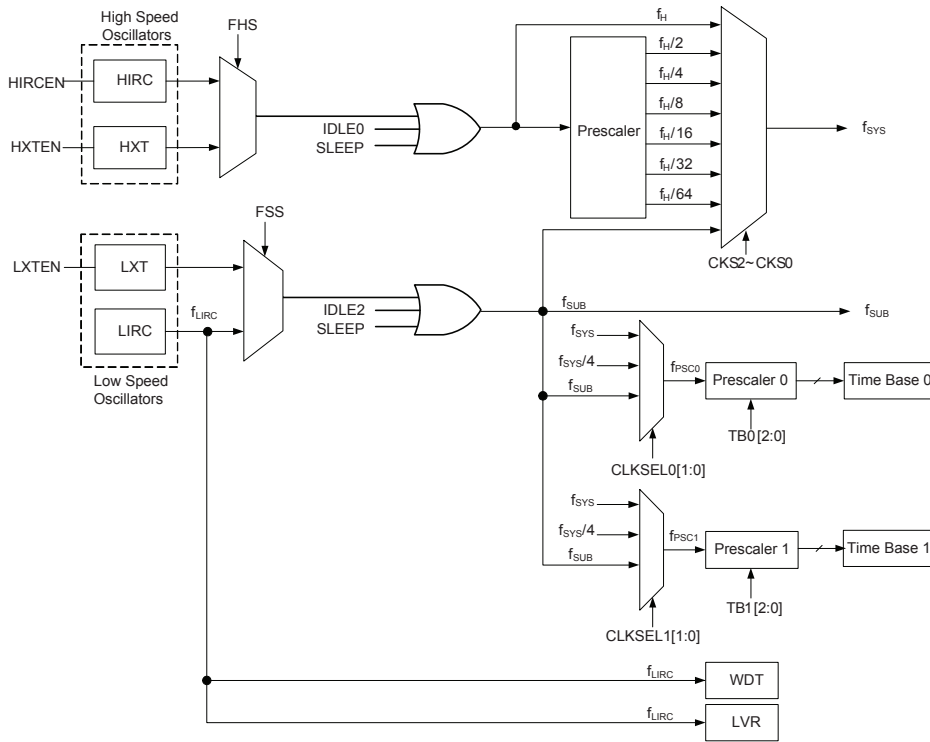 High Speed
Oscillators
FHS
HIRCEN
HIRC
HXTEN
HXT
IDLE0
SLEEP
fH
Prescaler
fH/2
fH/4
fH/8
fH/16
fH/32
fH/64
fSYS
CKS2~CKS0
FSS
LXTEN
LXT
LIRC
fLIRC
Low Speed
Oscillators
IDLE2
SLEEP
fSUB
fSUB
fSYS
fSYS/4
fSUB
fPSC0
Prescaler 0
Time Base 0
TB0[2:0]
CLKSEL0[1:0]
fSYS
fSYS/4
fSUB
fPSC1
Prescaler 1
Time Base 1
TB1[2:0]
CLKSEL1[1:0]
fLIRC
WDT
fLIRC
LVR